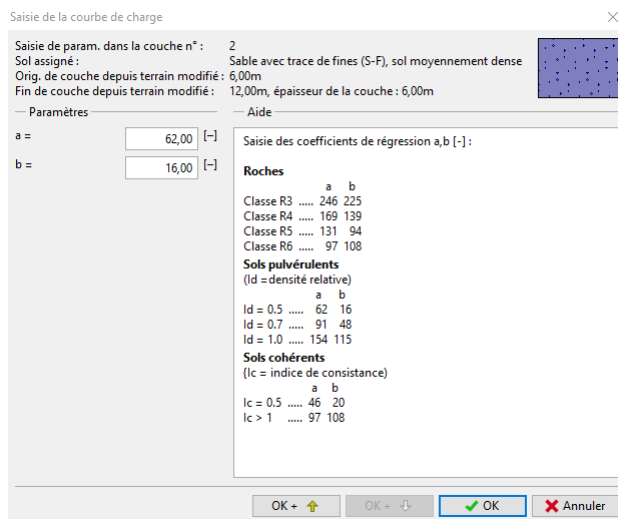 Saisie de la courbe de charge
Saisie de param. dans la couche n° : 2
Sol assigné : Sable avec trace de fines (S-F), sol moyennement dense
Orig. de couche depuis terrain modifié : 6,00m
Fin de couche depuis terrain modifié : 12,00m, épaisseur de la couche : 6,00m
Paramètres
a = 62,00 [–]
b = 16,00 [–]
Aide
Saisie des coefficients de régression a,b [-] :
Roches
a b
Classe R3 ..... 246 225
Classe R4 ..... 169 139
Classe R5 ..... 131 94
Classe R6 ..... 97 108
Sols pulvérulents
(Id =densité relative)
a b
Id = 0.5 ..... 62 16
Id = 0.7 ..... 91 48
Id = 1.0 ..... 154 115
Sols cohérents
{Ic = indice de consistance)
a b
Ic = 0.5 ..... 46 20
Ic > 1 ..... 97 108
OK + OK + OK Annuler